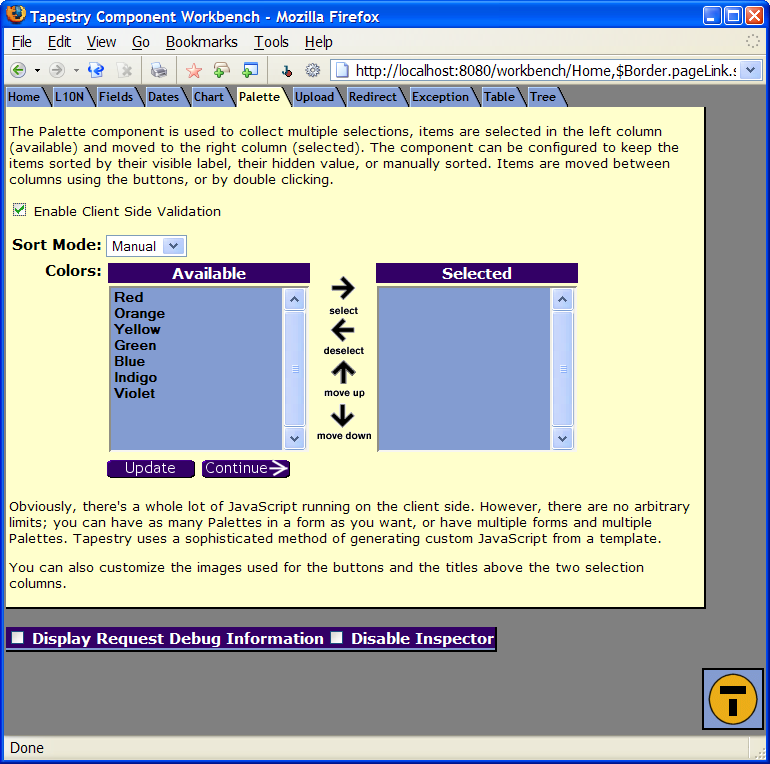 Tapestry Component Workbench - Mozilla Firefox
File Edit View Go Bookmarks Tools Help
http://localhost:8080/workbench/Home,$Border.pageLink.s
Home L10N Fields Dates Chart Palette Upload Redirect Exception Table Tree
The Palette component is used to collect multiple selections, items are selected in the left column
(available) and moved to the right column (selected). The component can be configured to keep the
items sorted by their visible label, their hidden value, or manually sorted. Items are moved between
columns using the buttons, or by double clicking.
Enable Client Side Validation
Sort Mode: Manual
Colors: Available Selected
Red
Orange
Yellow
Green
Blue
Indigo
Violet
select
deselect
move up
move down
Update Continue
Obviously, there's a whole lot of JavaScript running on the client side. However, there are no arbitrary
limits; you can have as many Palettes in a form as you want, or have multiple forms and multiple
Palettes. Tapestry uses a sophisticated method of generating custom JavaScript from a template.
You can also customize the images used for the buttons and the titles above the two selection
columns.
Display Request Debug Information Disable Inspector
T
Done